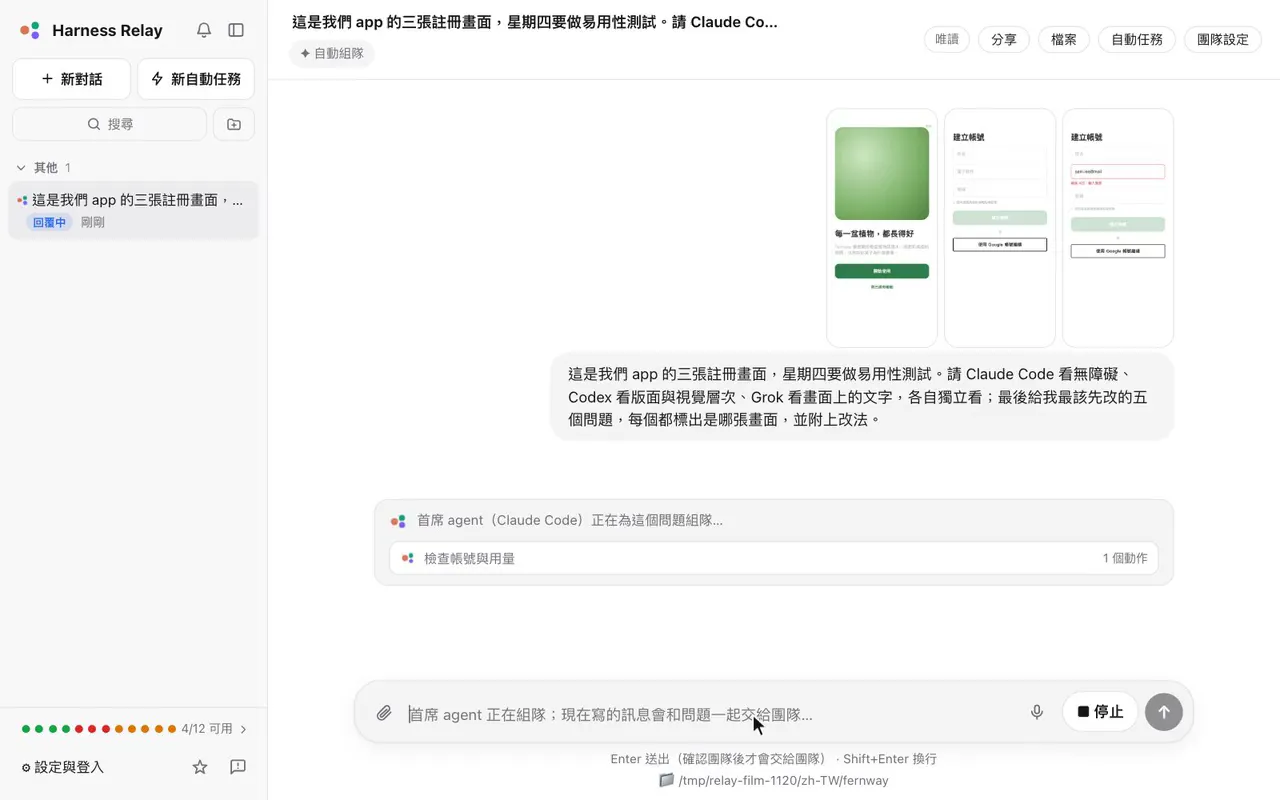 Harness Relay
新對話
新自動任務
搜尋
其他 1
這是我們 app 的三張註冊畫面，...
回覆中 剛剛
4/12 可用
設定與登入
這是我們 app 的三張註冊畫面，星期四要做易用性測試。請 Claude Co...
自動組隊
唯讀
分享
檔案
自動任務
團隊設定
每一盆植物，都長得好
開始使用
建立帳號
使用 Google 帳號繼續
建立帳號
使用 Google 帳號繼續
這是我們 app 的三張註冊畫面，星期四要做易用性測試。請 Claude Code 看無障礙、
Codex 看版面與視覺層次、Grok 看畫面上的文字，各自獨立看；最後給我最該先改的五
個問題，每個都標出是哪張畫面，並附上改法。
首席 agent（Claude Code）正在為這個問題組隊...
檢查帳號與用量
1 個動作
首席 agent 正在組隊；現在寫的訊息會和問題一起交給團隊...
停止
Enter 送出（確認團隊後才會交給團隊） · Shift+Enter 換行
/tmp/relay-film-1120/zh-TW/fernway